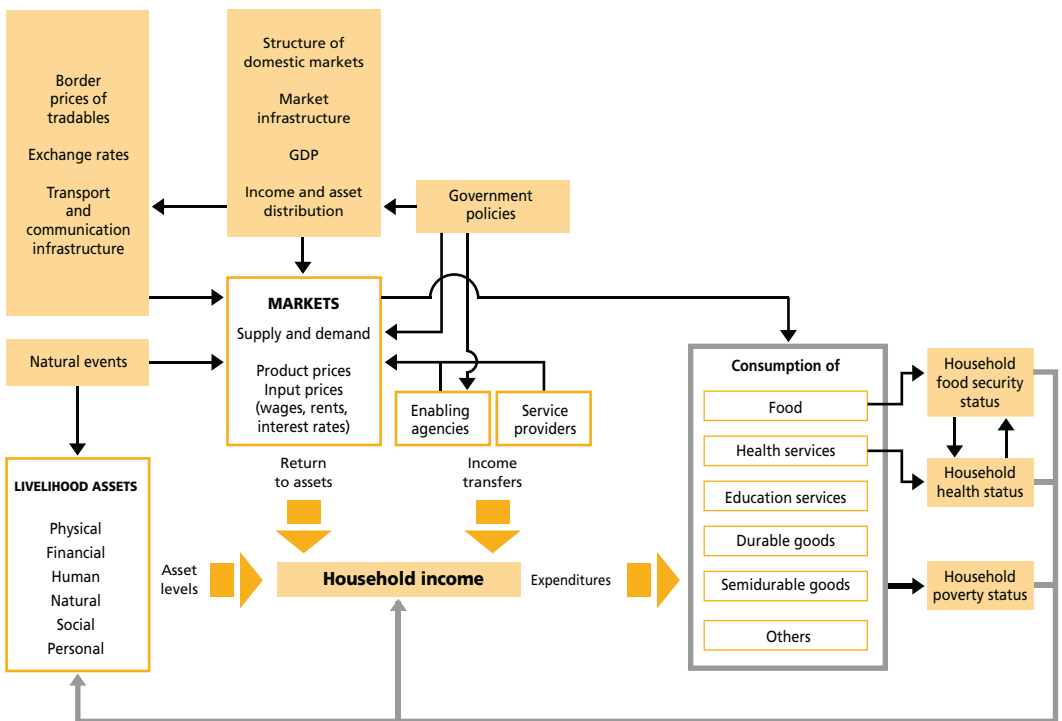 Border
prices of
tradables
Exchange rates
Transport
and
communication
infrastructure
Structure of
domestic markets
Market
infrastructure
GDP
Income and asset
distribution
Government
policies
MARKETS
Supply and demand
Product prices
Input prices
(wages, rents,
interest rates)
Natural events
Enabling
agencies
Service
providers
Consumption of
Food
Health services
Education services
Durable goods
Semidurable goods
Others
Household
food security
status
Household
health status
Household
poverty status
LIVELIHOOD ASSETS
Physical
Financial
Human
Natural
Social
Personal
Return
to assets
Income
transfers
Asset
levels
Household income
Expenditures